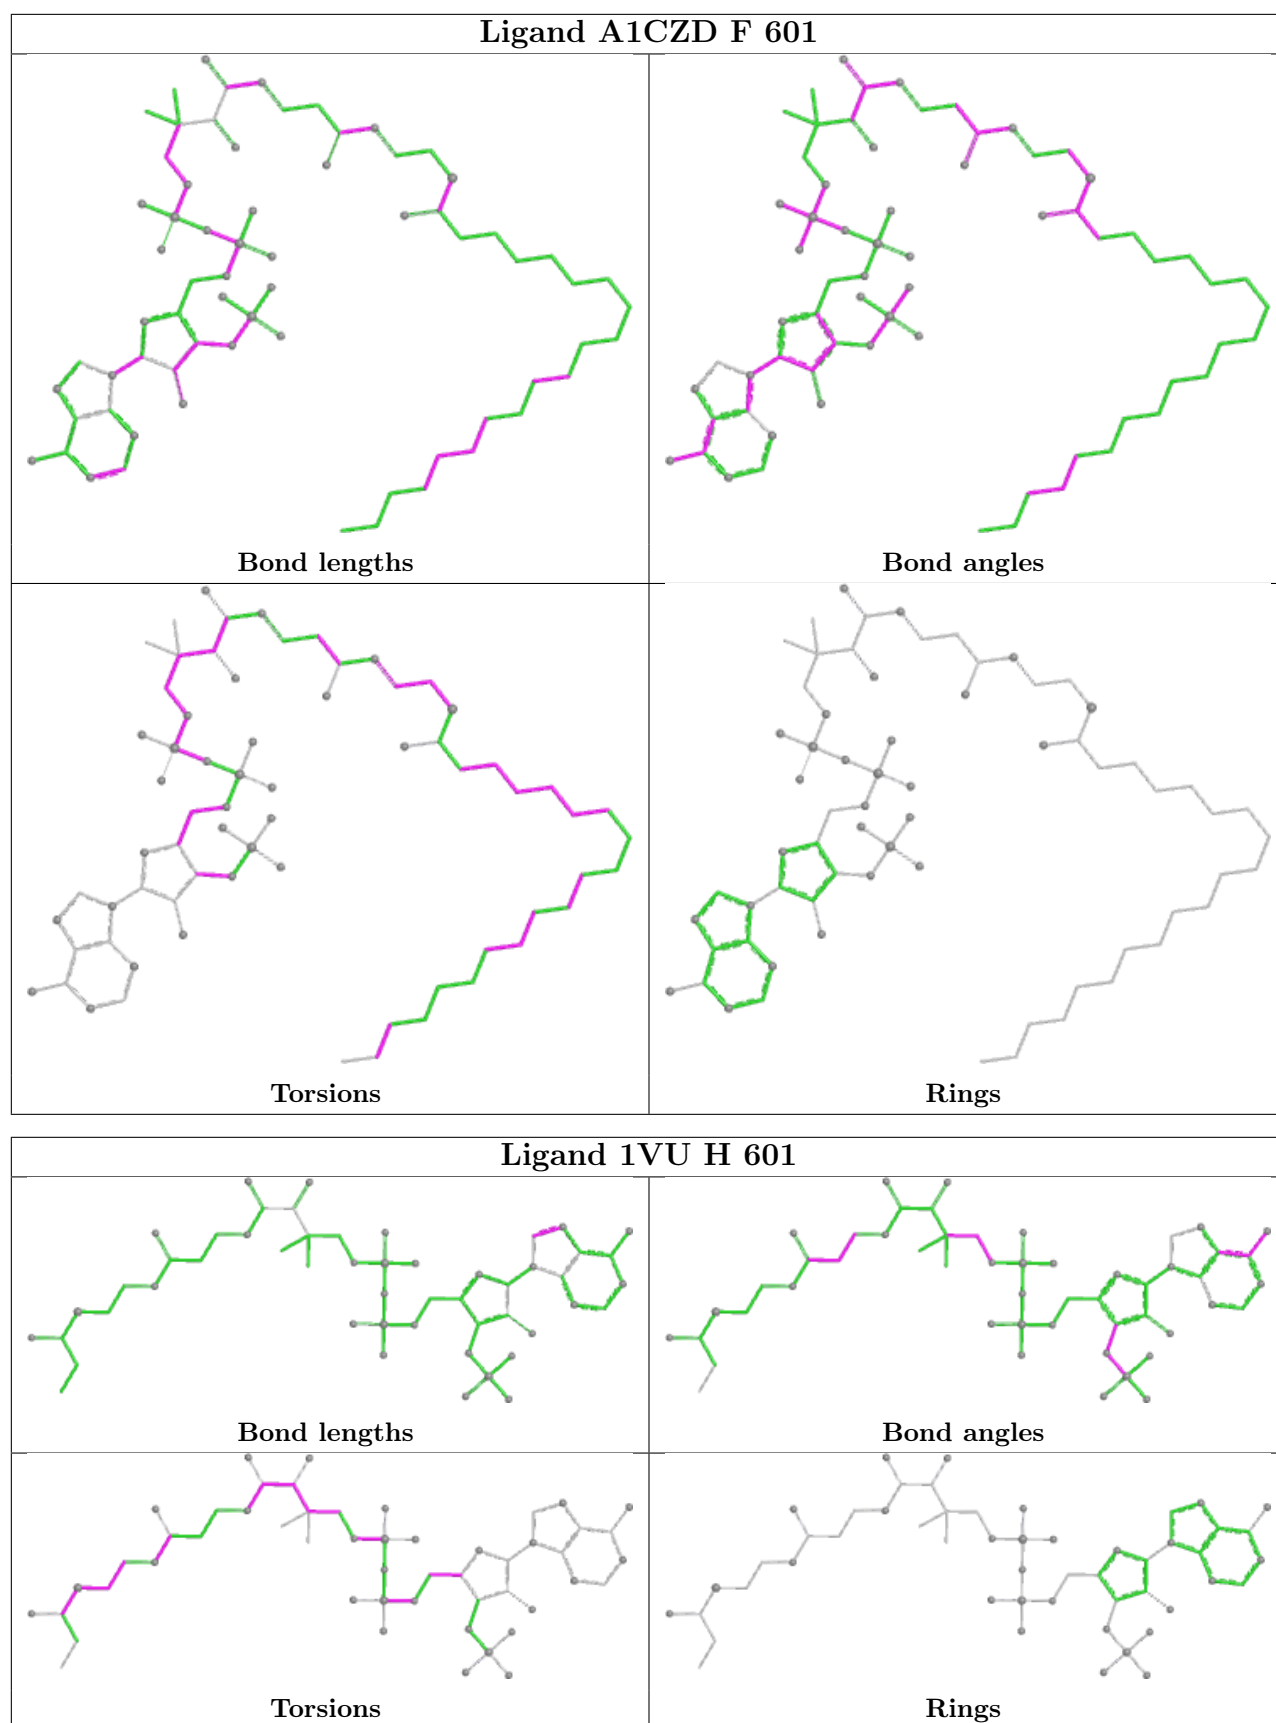 Ligand A1CZD F 601
Bond lengths
Bond angles
Torsions
Rings
Ligand 1VU H 601
Bond lengths
Bond angles
Torsions
Rings